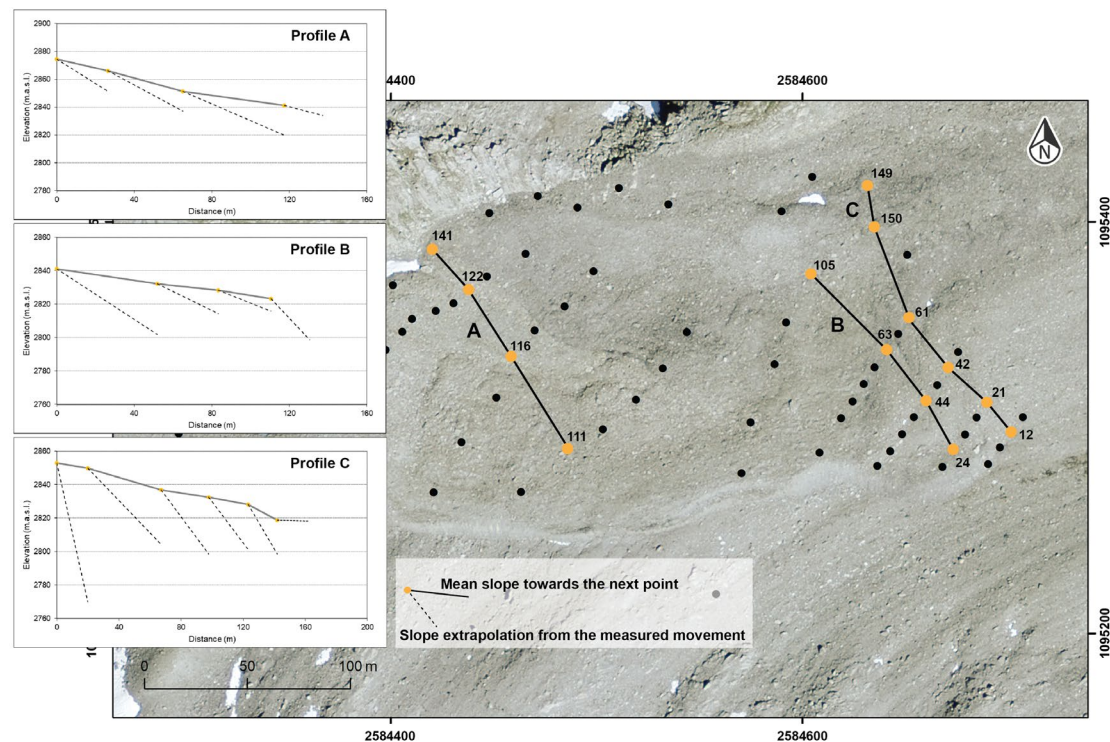 Profile A
2900
2880
2860
2840
2820
2800
2780
0 40 80 120 160
Elevation (m.a.s.l.)
Distance (m)
Profile B
2860
2840
2820
2800
2780
2760
0 40 80 120 160
Elevation (m.a.s.l.)
Distance (m)
Profile C
2860
2840
2820
2800
2780
2760
0 40 80 120 160 200
Elevation (m.a.s.l.)
Distance (m)
4400
2584600
N
149
C
150
1095400
141
105
122
A
B
61
116
63
42
21
44
12
111
24
Mean slope towards the next point
Slope extrapolation from the measured movement
1095200
0 50 100 m
2584400
2584600